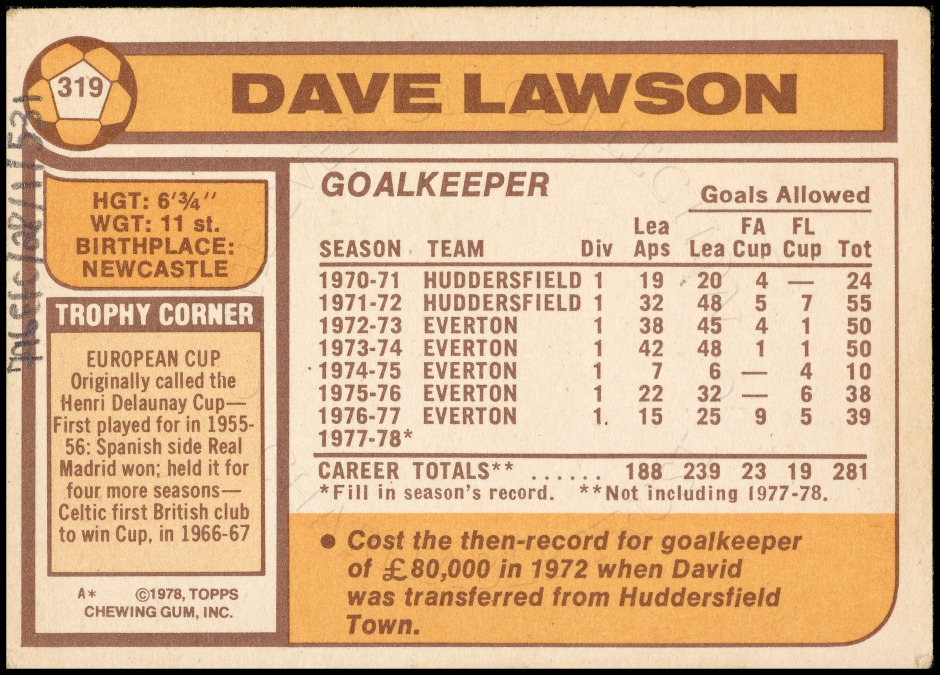 319
DAVE LAWSON
HGT: 6'¾''
WGT: 11 st.
BIRTHPLACE:
NEWCASTLE
TROPHY CORNER
EUROPEAN CUP
Originally called the
Henri Delaunay Cup—
First played for in 1955-
56: Spanish side Real
Madrid won; held it for
four more seasons—
Celtic first British club
to win Cup, in 1966-67
A* ©1978, TOPPS
CHEWING GUM, INC.
GOALKEEPER
Goals Allowed
Lea FA FL
SEASON TEAM Div Aps Lea Cup Cup Tot
1970-71 HUDDERSFIELD 1 19 20 4 — 24
1971-72 HUDDERSFIELD 1 32 48 5 7 55
1972-73 EVERTON 1 38 45 4 1 50
1973-74 EVERTON 1 42 48 1 1 50
1974-75 EVERTON 1 7 6 — 4 10
1975-76 EVERTON 1 22 32 — 6 38
1976-77 EVERTON 1. 15 25 9 5 39
1977-78*
CAREER TOTALS** ...... 188 239 23 19 281
*Fill in season's record. **Not including 1977-78.
● Cost the then-record for goalkeeper
of £80,000 in 1972 when David
was transferred from Huddersfield
Town.